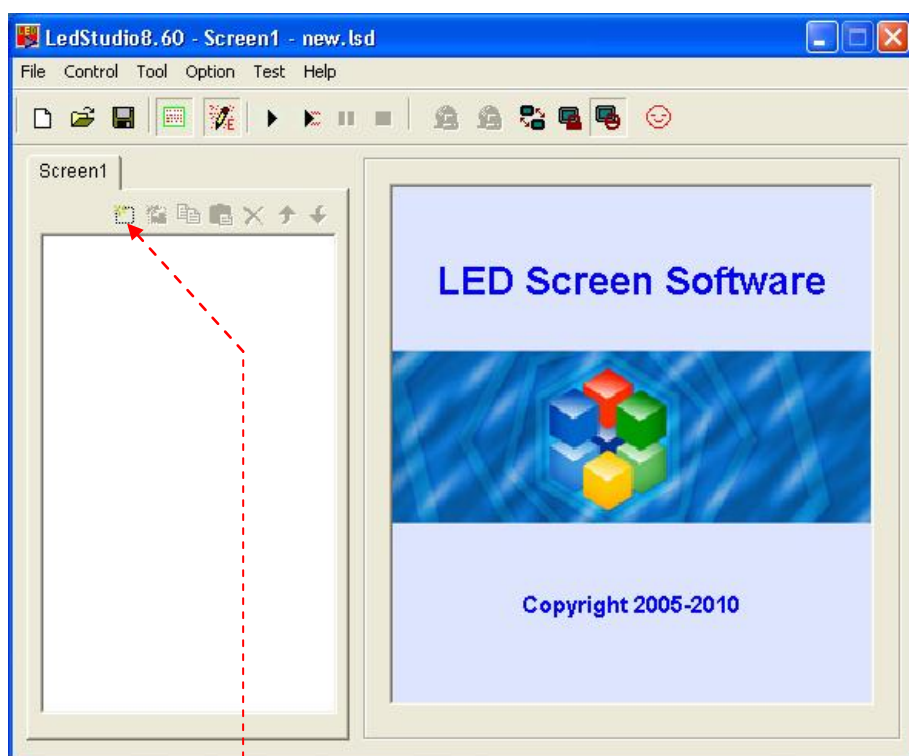 LedStudio8.60 - Screen1 - new.lsd
File Control Tool Option Test Help
Screen1
LED Screen Software
Copyright 2005-2010